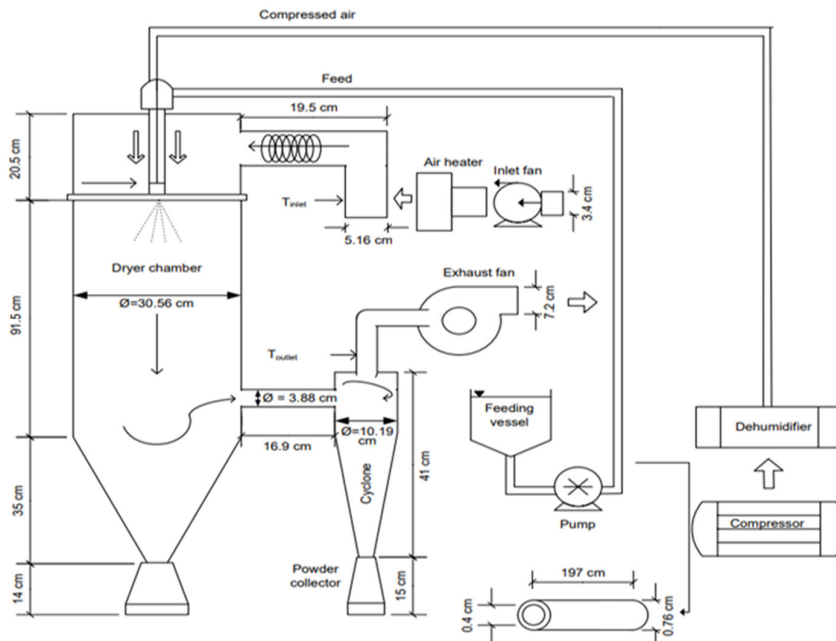 Compressed air
Feed
19.5 cm
20.5 cm
Air heater
Inlet fan
T inlet
3.4 cm
5.16 cm
Dryer chamber
Exhaust fan
Ø=30.56 cm
7.2 cm
91.5 cm
T outlet
Ø = 3.88 cm
Feeding
vessel
Ø=10.19
cm
Dehumidifier
16.9 cm
41 cm
Cyclone
35 cm
Pump
Compressor
Powder
collector
197 cm
14 cm
15 cm
0.4 cm
0.76 cm